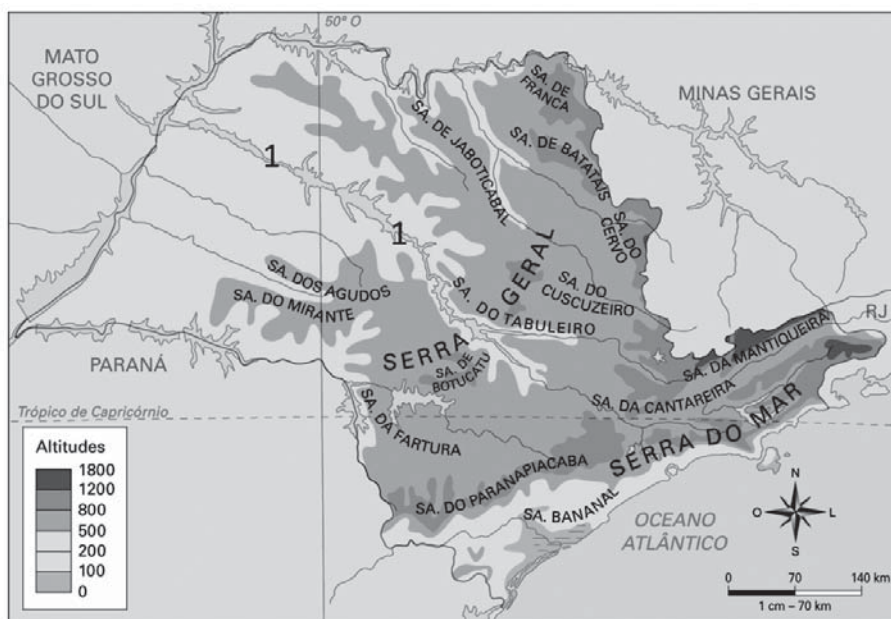 50º O
MATO
GROSSO
DO SUL
MINAS GERAIS
SA. DE
FRANCA
SA. DE JABOTICABAL
SA. DE BATATAIS
1
1
SA. DO
CERVO
SERRA GERAL
SA. DOS AGUDOS
SA. DO MIRANTE
SA. DO TABULEIRO
SA. DO
CUSCUZEIRO
RJ
PARANÁ
SA. DE
BOTUCATU
SA. DA MANTIQUEIRA
SA. DA CANTAREIRA
Trópico de Capricórnio
SA. DA FARTURA
SERRA DO MAR
SA. DO PARANAPIACABA
SA. BANANAL
OCEANO
ATLÂNTICO
Altitudes
1800
1200
800
500
200
100
0
N
O L
S
0 70 140 km
1 cm – 70 km